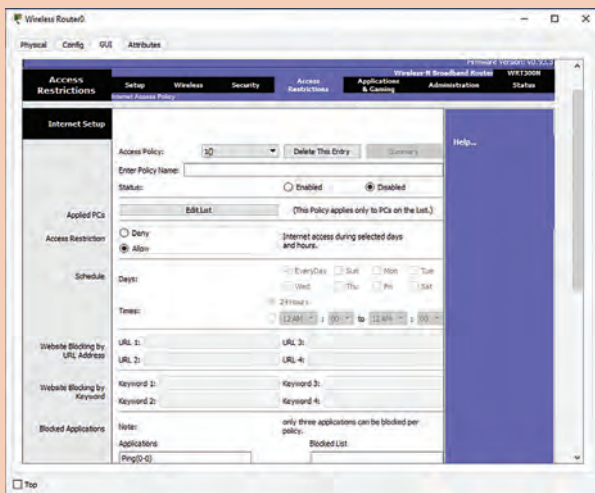 Wireless Router0
Physical Config GUI Attributes
Firmware Version: v0.93.3
Wireless-N Broadband Router WRT300N
Access Restrictions
Setup Wireless Security Access Restrictions Applications & Gaming Administration Status
Internet Access Policy
Internet Setup
Help...
Access Policy: 1() Delete This Entry Summary
Enter Policy Name:
Status: Enabled Disabled
Applied PCs Edit List (This Policy applies only to PCs on the List.)
Access Restriction Deny
Allow
Internet access during selected days and hours.
Schedule Days: EveryDay Sun Mon Tue
Wed Thu Fri Sat
Times: 24 Hours
12 AM : 00 to 12 AM : 00
Website Blocking by URL Address URL 1: URL 3:
URL 2: URL 4:
Website Blocking by Keyword Keyword 1: Keyword 3:
Keyword 2: Keyword 4:
Blocked Applications Note: only three applications can be blocked per policy.
Applications Blocked List
Ping(0-0)
Top